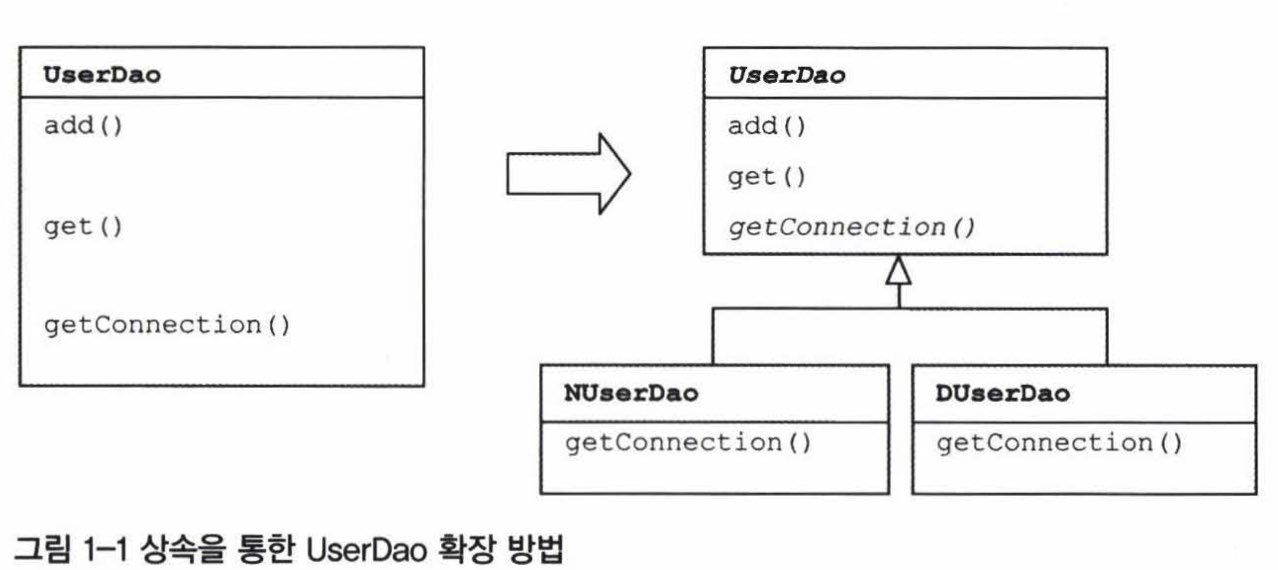 UserDao
add()
get()
getConnection()
UserDao
add()
get()
getConnection()
NUserDao
getConnection()
DUserDao
getConnection()
그림 1-1 상속을 통한 UserDao 확장 방법